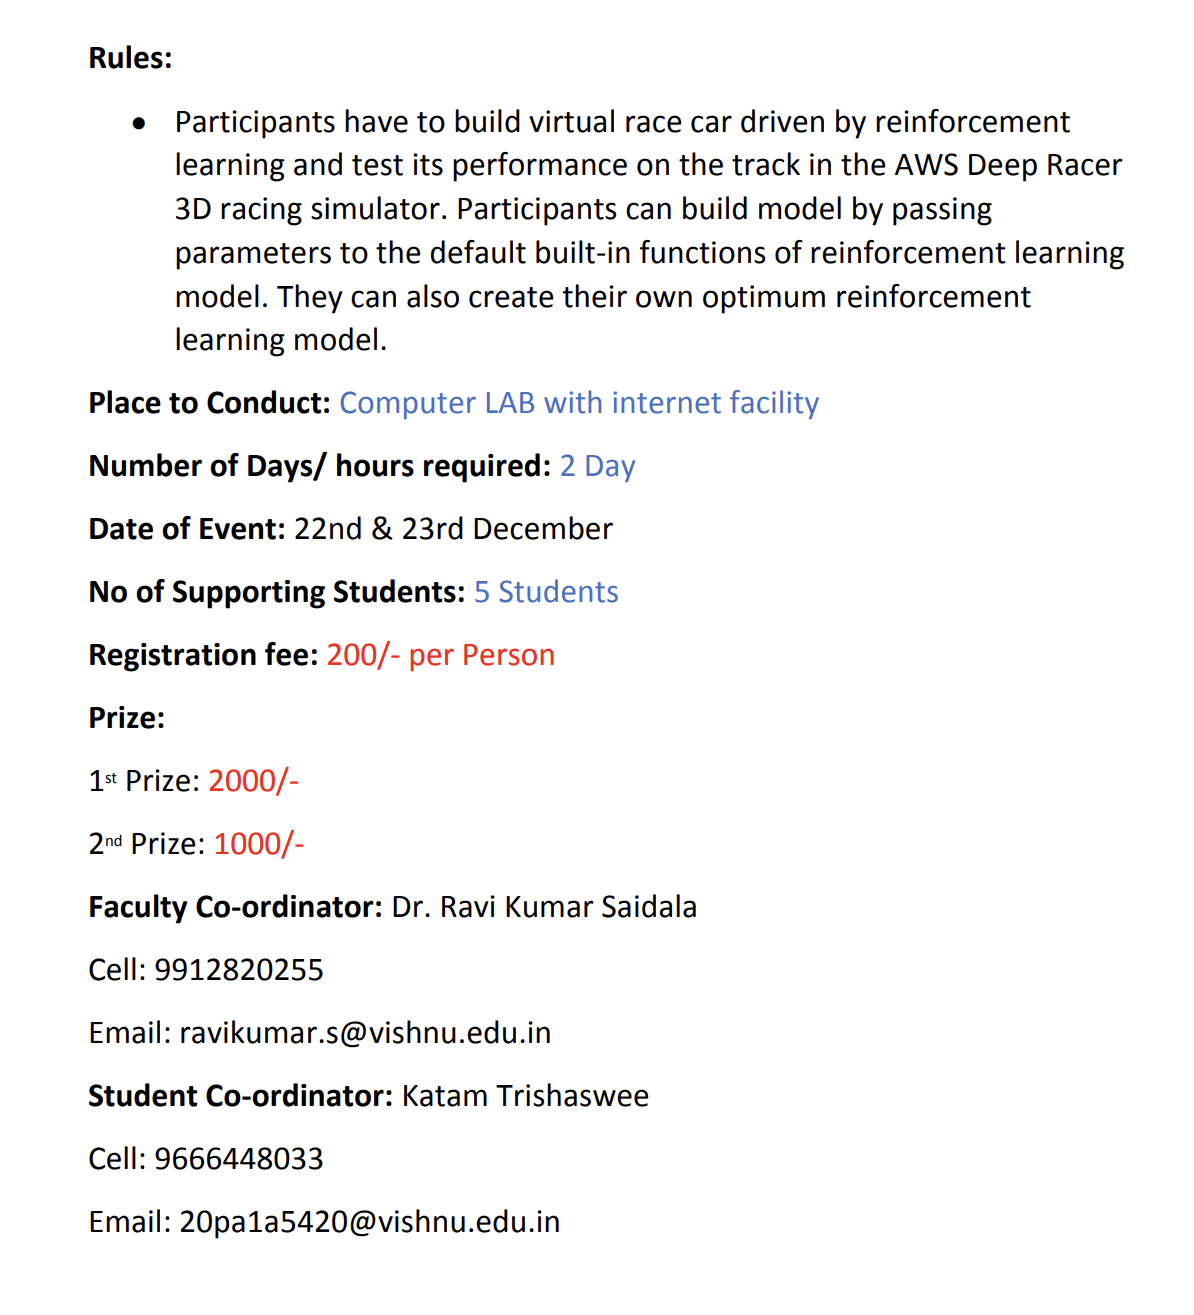 Rules:
• Participants have to build virtual race car driven by reinforcement
learning and test its performance on the track in the AWS Deep Racer
3D racing simulator. Participants can build model by passing
parameters to the default built-in functions of reinforcement learning
model. They can also create their own optimum reinforcement
learning model.
Place to Conduct: Computer LAB with internet facility
Number of Days/ hours required: 2 Day
Date of Event: 22nd & 23rd December
No of Supporting Students: 5 Students
Registration fee: 200/- per Person
Prize:
1st Prize: 2000/-
2nd Prize: 1000/-
Faculty Co-ordinator: Dr. Ravi Kumar Saidala
Cell: 9912820255
Email: ravikumar.s@vishnu.edu.in
Student Co-ordinator: Katam Trishaswee
Cell: 9666448033
Email: 20pa1a5420@vishnu.edu.in